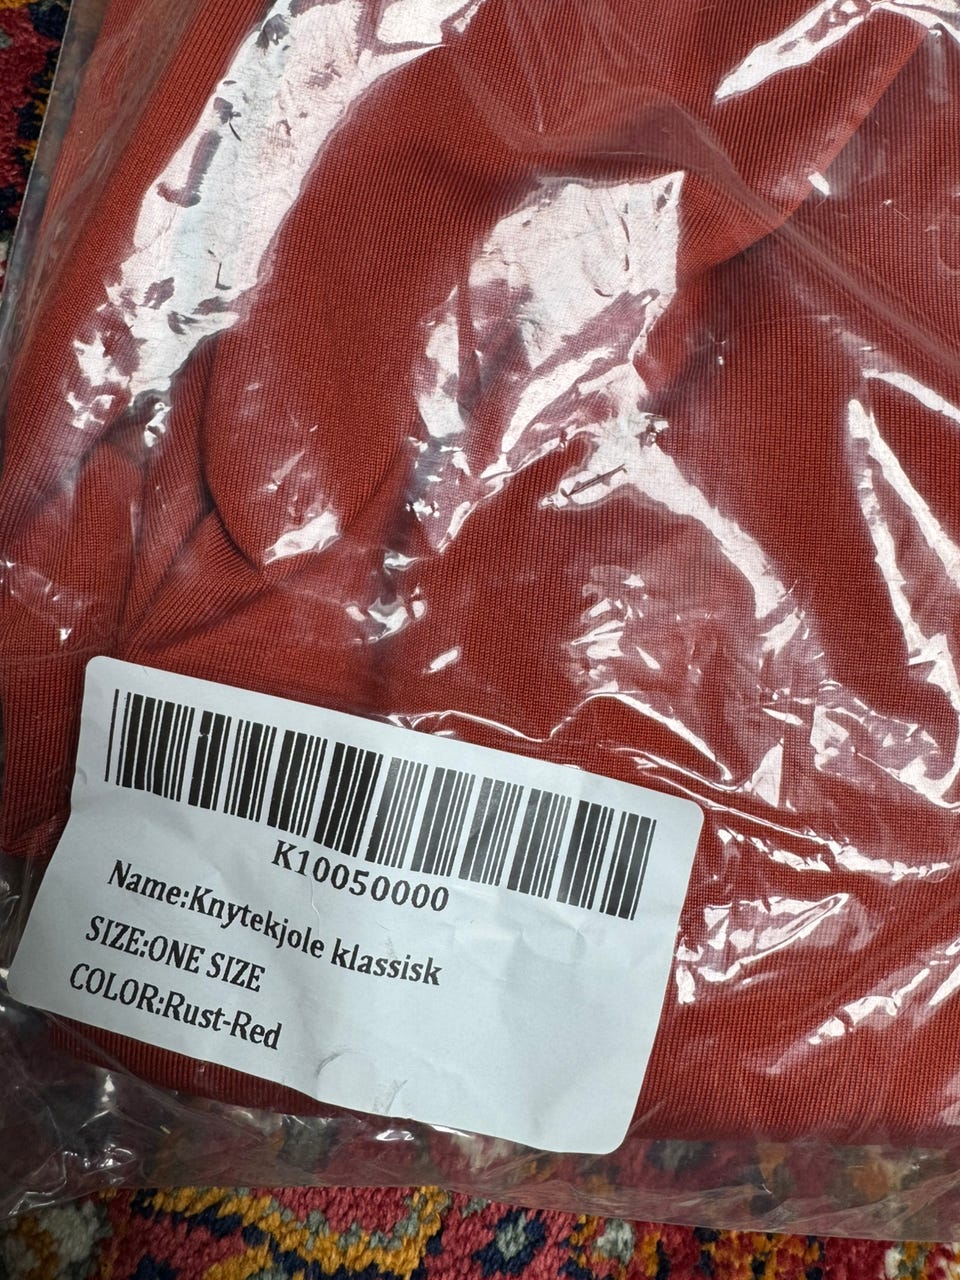 K10050000
Name:Knytekjole klassisk
SIZE:ONE SIZE
COLOR:Rust-Red